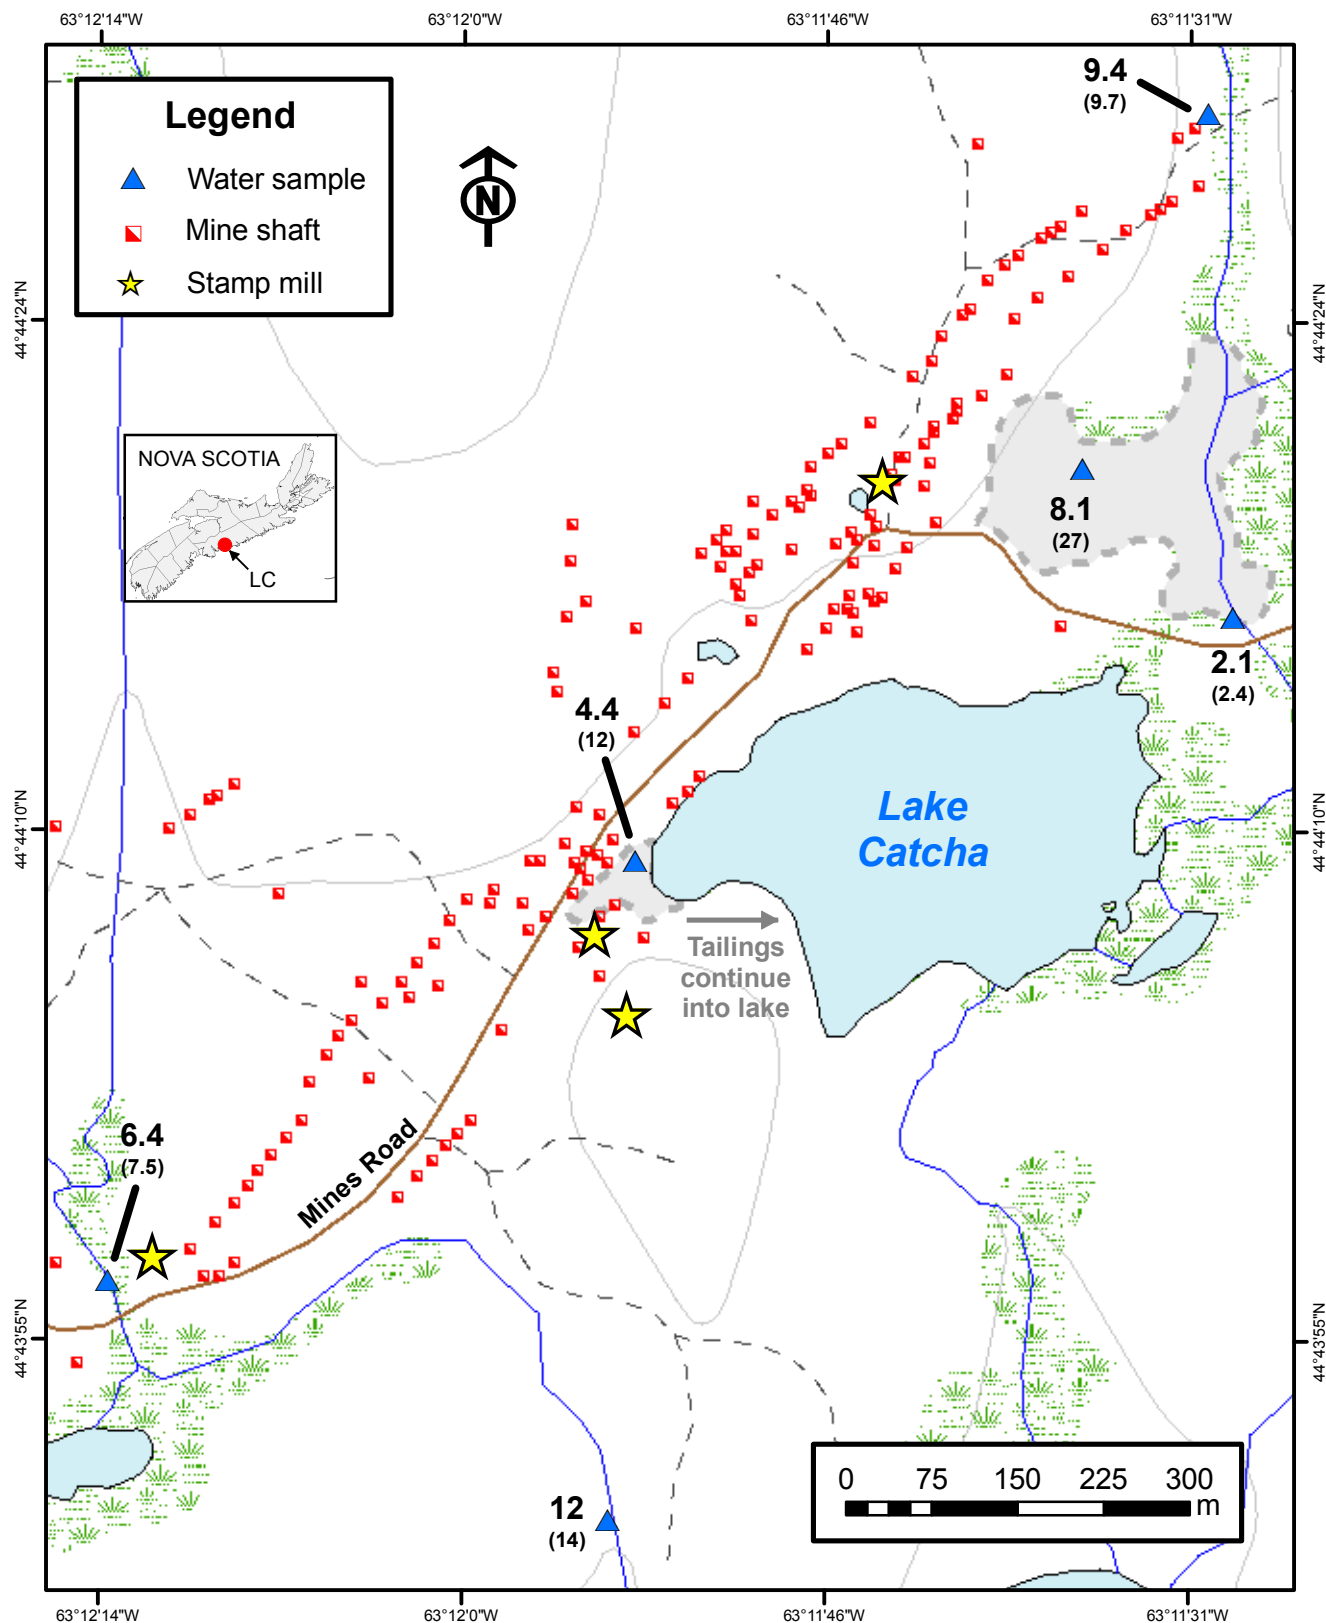 63°12'14"W
63°12'0"W
63°11'46"W
63°11'31"W
9.4
(9.7)
Legend
Water sample
Mine shaft
Stamp mill
N
44°44'24"N
44°44'24"N
NOVA SCOTIA
LC
8.1
(27)
2.1
(2.4)
4.4
(12)
44°44'10"N
44°44'10"N
Lake
Catcha
Tailings
continue
into lake
6.4
(7.5)
Mines Road
44°43'55"N
44°43'55"N
12
(14)
0 75 150 225 300
m
63°12'14"W
63°12'0"W
63°11'46"W
63°11'31"W